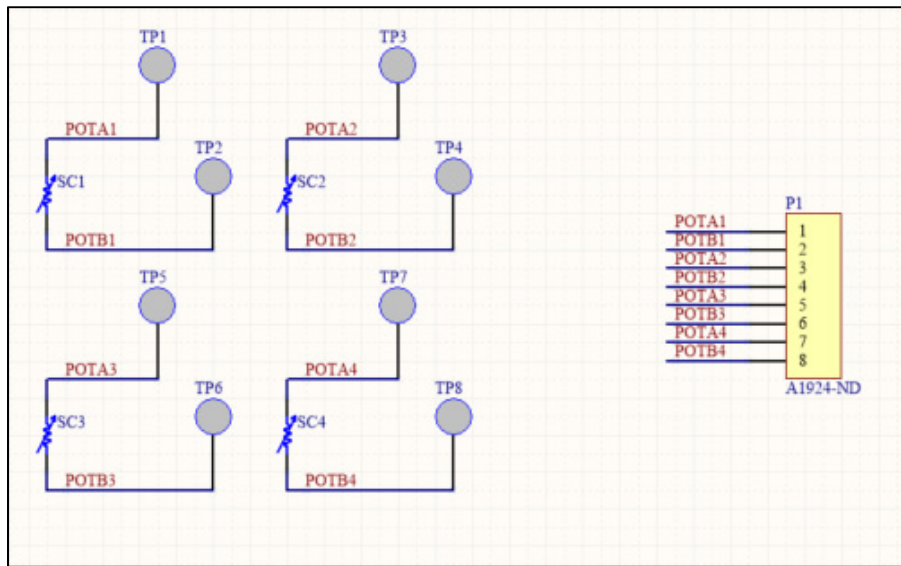 TP1
TP3
POTA1
POTA2
TP2
TP4
SC1
SC2
POTB1
POTB2
TP5
TP7
POTA3
POTA4
TP6
TP8
SC3
SC4
POTB3
POTB4
P1
POTA1 1
POTB1 2
POTA2 3
POTB2 4
POTA3 5
POTB3 6
POTA4 7
POTB4 8
A1924-ND